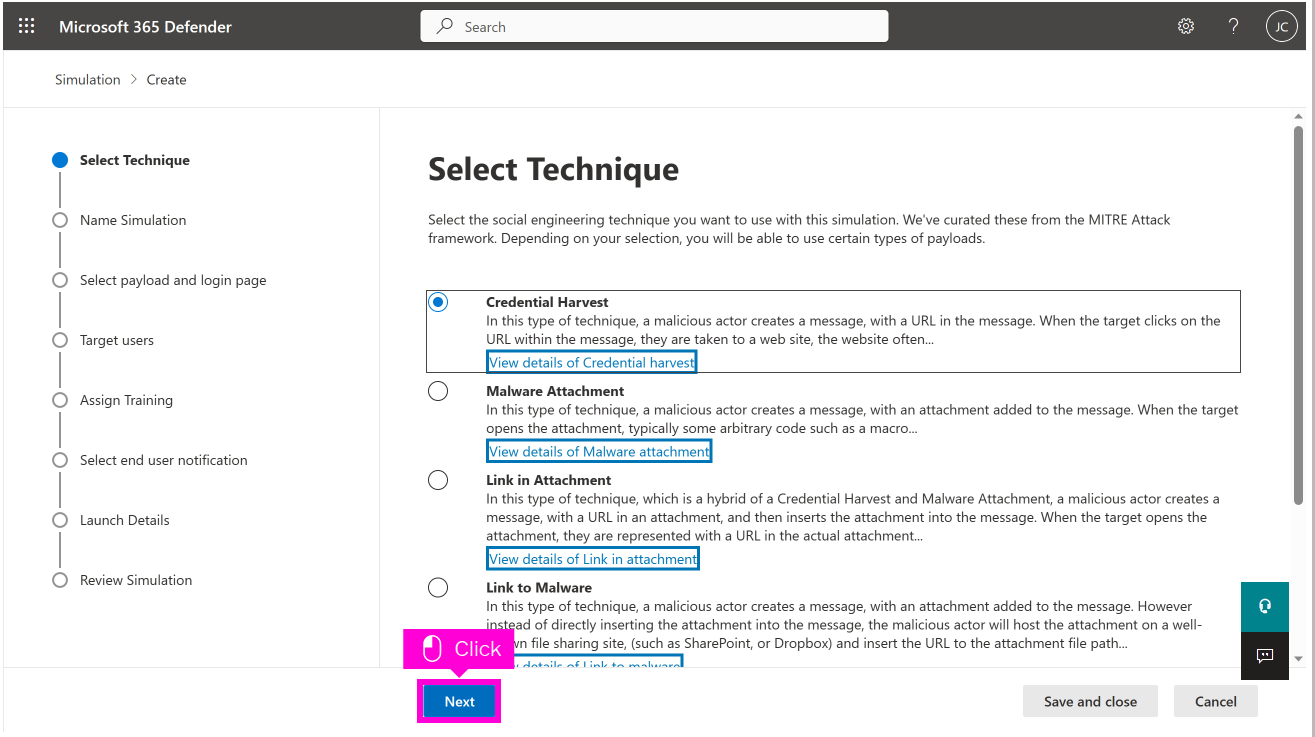 Microsoft 365 Defender
Search
?
JC
Simulation > Create
Select Technique
Name Simulation
Select payload and login page
Target users
Assign Training
Select end user notification
Launch Details
Review Simulation
Select Technique
Select the social engineering technique you want to use with this simulation. We've curated these from the MITRE Attack
framework. Depending on your selection, you will be able to use certain types of payloads.
Credential Harvest
In this type of technique, a malicious actor creates a message, with a URL in the message. When the target clicks on the
URL within the message, they are taken to a web site, the website often...
View details of Credential harvest
Malware Attachment
In this type of technique, a malicious actor creates a message, with an attachment added to the message. When the target
opens the attachment, typically some arbitrary code such as a macro...
View details of Malware attachment
Link in Attachment
In this type of technique, which is a hybrid of a Credential Harvest and Malware Attachment, a malicious actor creates a
message, with a URL in an attachment, and then inserts the attachment into the message. When the target opens the
attachment, they are represented with a URL in the actual attachment...
View details of Link in attachment
Link to Malware
In this type of technique, a malicious actor creates a message, with an attachment added to the message. However
instead of directly inserting the attachment into the message, the malicious actor will host the attachment on a well-
file sharing site, (such as SharePoint, or Dropbox) and insert the URL to the attachment file path...
details of Link to malware
Click
Next
Save and close
Cancel